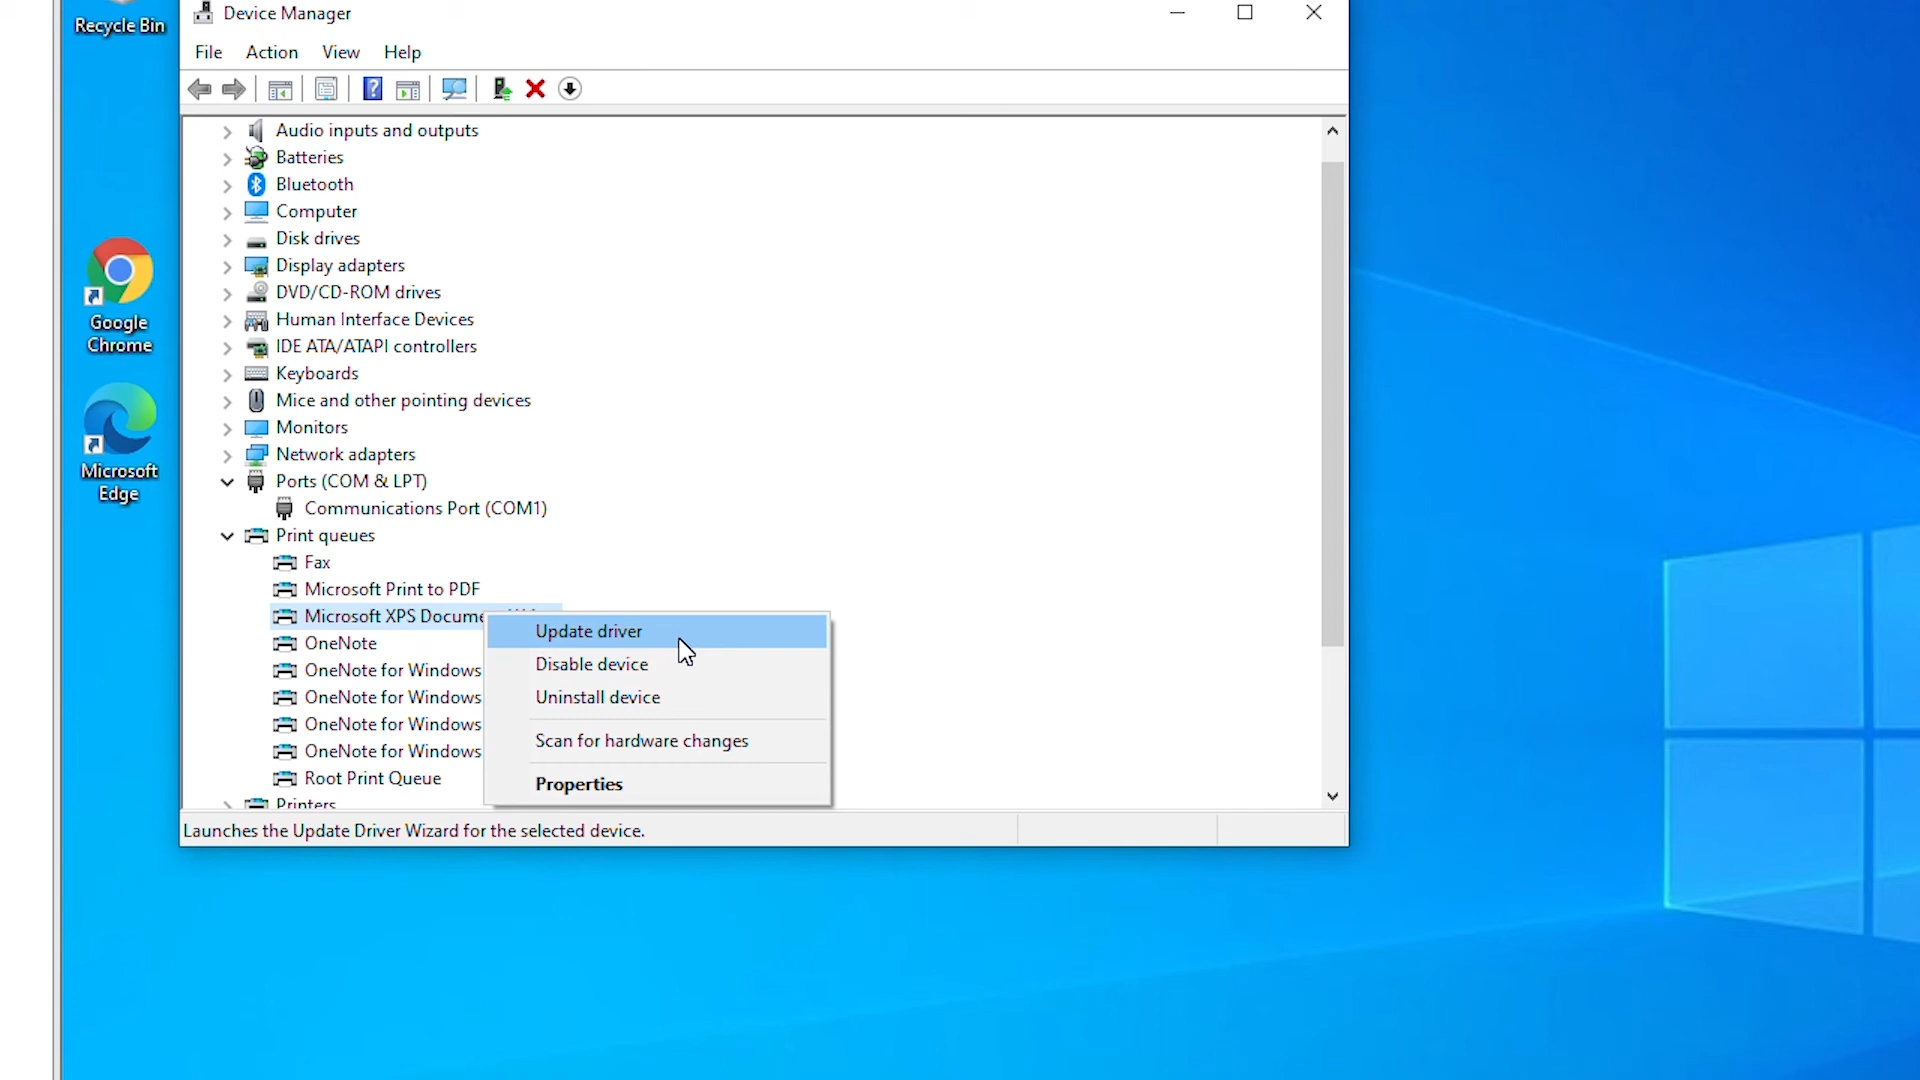 Recycle Bin
Google
Chrome
Microsoft
Edge
Device Manager
File Action View Help
Audio inputs and outputs
Batteries
Bluetooth
Computer
Disk drives
Display adapters
DVD/CD-ROM drives
Human Interface Devices
IDE ATA/ATAPI controllers
Keyboards
Mice and other pointing devices
Monitors
Network adapters
Ports (COM & LPT)
Communications Port (COM1)
Print queues
Fax
Microsoft Print to PDF
Microsoft XPS Docume
OneNote
OneNote for Windows
OneNote for Windows
OneNote for Windows
OneNote for Windows
Root Print Queue
Printers
Update driver
Disable device
Uninstall device
Scan for hardware changes
Properties
Launches the Update Driver Wizard for the selected device.